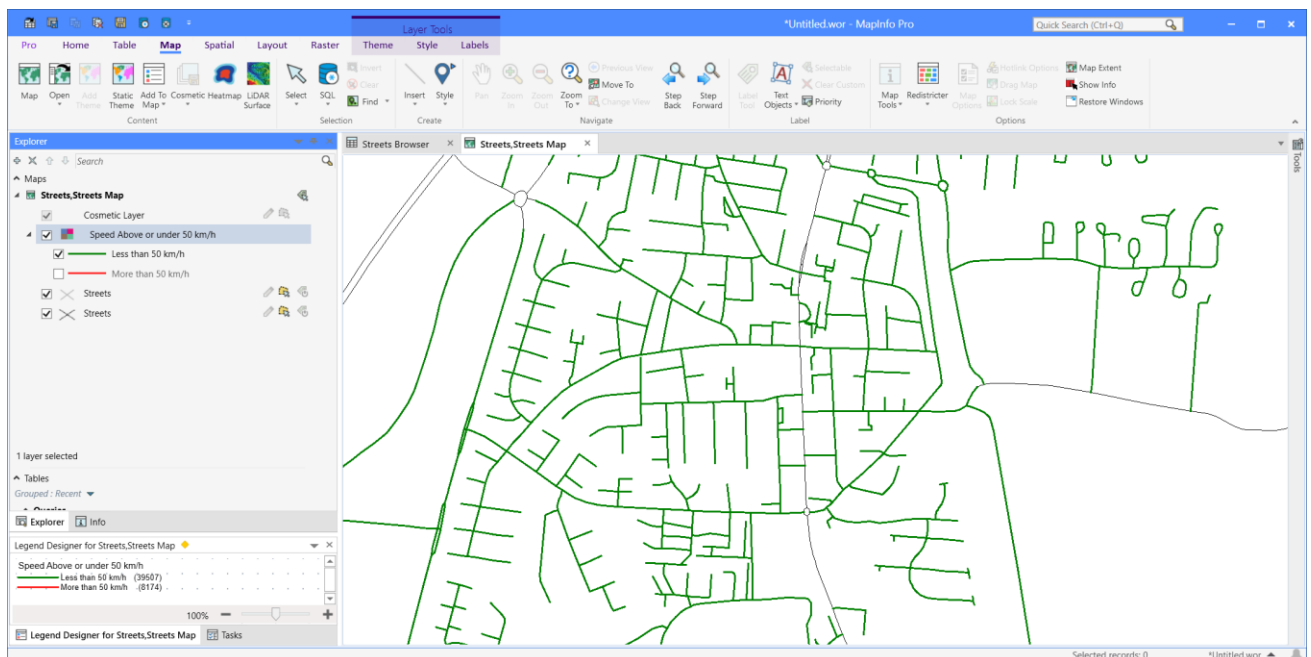 Layer Tools
*Untitled.wor - MapInfo Pro
Quick Search (Ctrl+Q)
Pro Home Table Map Spatial Layout Raster Theme Style Labels
Map Open Add Theme Static Theme Add To Map Cosmetic Heatmap LiDAR Surface
Content
Select SQL Invert Clear Find
Selection
Insert Style
Create
Pan Zoom In Zoom Out Zoom To Previous View Move To Change View Step Back Step Forward
Navigate
Label Tool Text Objects Selectable Clear Custom Priority
Label
Map Tools Redistricter Map Options Hotlink Options Drag Map Lock Scale Map Extent Show Info Restore Windows
Options
Explorer
Search
Maps
Streets,Streets Map
Cosmetic Layer
Speed Above or under 50 km/h
Less than 50 km/h
More than 50 km/h
Streets
Streets
1 layer selected
Tables
Grouped : Recent
Explorer Info
Legend Designer for Streets,Streets Map
Speed Above or under 50 km/h
Less than 50 km/h (39507)
More than 50 km/h (8174)
100%
Legend Designer for Streets,Streets Map Tasks
Streets Browser Streets,Streets Map
Tools
Selected records: 0 *Untitled.wor